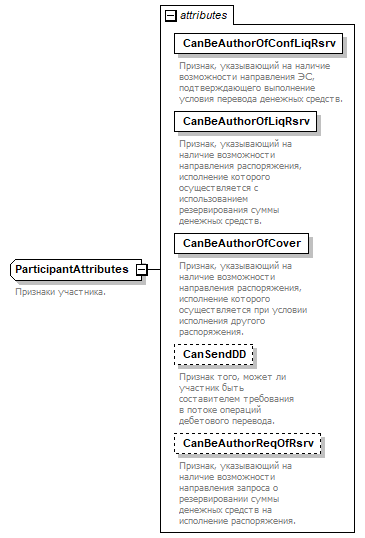 attributes
CanBeAuthorOfConfLiqRsrv
Признак, указывающий на наличие
возможности направления ЭС,
подтверждающего выполнение
условия перевода денежных средств.
CanBeAuthorOfLiqRsrv
Признак, указывающий на
наличие возможности
направления распоряжения,
исполнение которого
осуществляется с
использованием
резервирования суммы
денежных средств.
CanBeAuthorOfCover
Признак, указывающий на
наличие возможности
направления распоряжения,
исполнение которого
осуществляется при условии
исполнения другого
распоряжения.
ParticipantAttributes
Признаки участника.
CanSendDD
Признак того, может ли
участник быть
составителем требования
в потоке операций
дебетового перевода.
CanBeAuthorReqOfRsrv
Признак, указывающий на
наличие возможности
направления запроса о
резервировании суммы
денежных средств на
исполнение распоряжения.